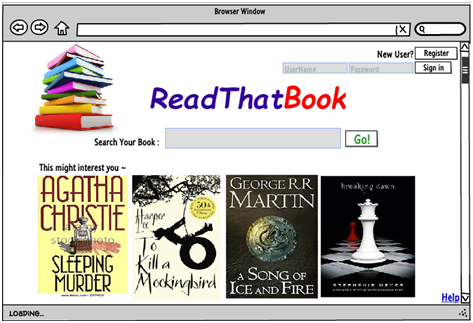 Browser Window
New User?
Register
UserName
Password
Sign in
ReadThatBook
Search Your Book :
Go!
This might interest you ~
AGATHA
CHRISTIE
SLEEPING
MURDER
Harper
Lee
To
Kill a
Mockingbird
GEORGE R.R.
MARTIN
A SONG OF
ICE AND FIRE
breaking dawn
STEPHENIE MEYER
Help
LOADING..